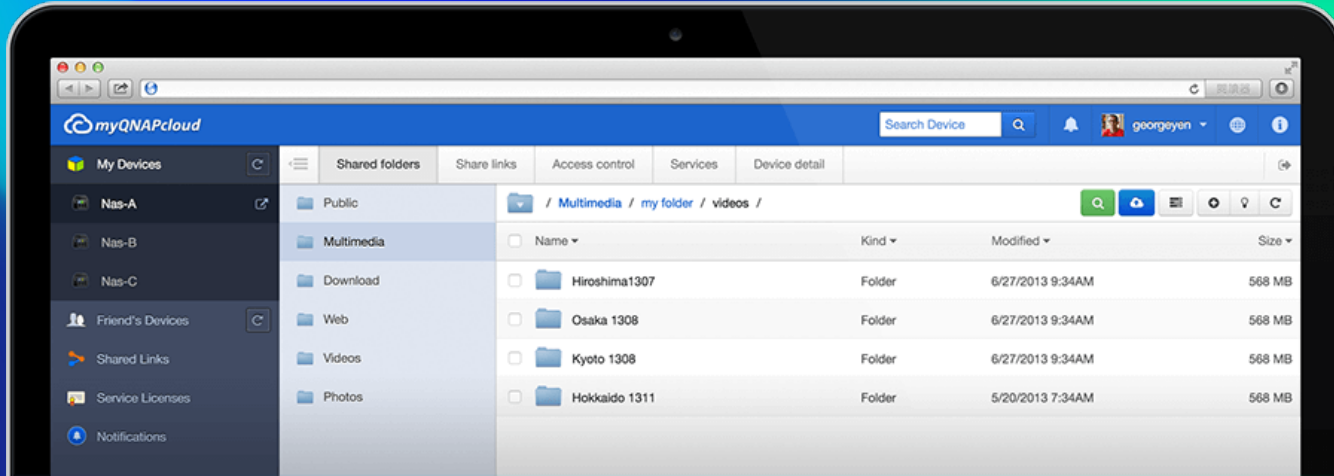 myQNAPcloud
Search Device
georgeyen
My Devices
Shared folders
Share links
Access control
Services
Device detail
Nas-A
Public
/ Multimedia / my folder / videos /
Nas-B
Multimedia
Name
Kind
Modified
Size
Nas-C
Download
Hiroshima1307
Folder
6/27/2013 9:34AM
568 MB
Friend's Devices
Web
Osaka 1308
Folder
6/27/2013 9:34AM
568 MB
Shared Links
Videos
Kyoto 1308
Folder
6/27/2013 9:34AM
568 MB
Service Licenses
Photos
Hokkaido 1311
Folder
5/20/2013 7:34AM
568 MB
Notifications